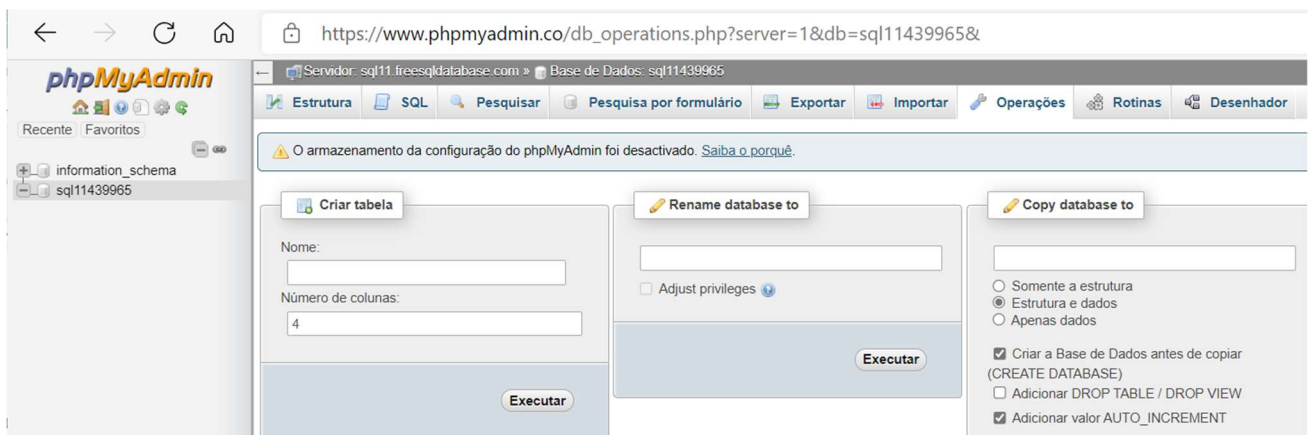 https://www.phpmyadmin.co/db_operations.php?server=1&db=sql11439965&
phpMyAdmin
Recente Favoritos
information_schema
sql11439965
Servidor: sql11.freesqldatabase.com » Base de Dados: sql11439965
Estrutura SQL Pesquisar Pesquisa por formulário Exportar Importar Operações Rotinas Desenhador
O armazenamento da configuração do phpMyAdmin foi desactivado. Saiba o porquê.
Criar tabela
Nome:
Número de colunas:
4
Executar
Rename database to
Adjust privileges
Executar
Copy database to
Somente a estrutura
Estrutura e dados
Apenas dados
Criar a Base de Dados antes de copiar
(CREATE DATABASE)
Adicionar DROP TABLE / DROP VIEW
Adicionar valor AUTO_INCREMENT